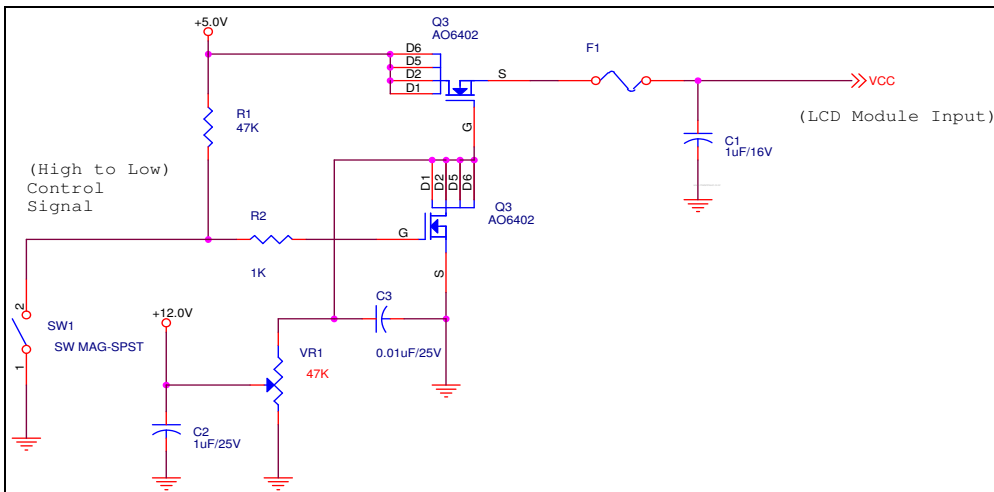 +5.0V
Q3
AO6402
D6
D5
D2
D1
S
G
F1
VCC
(LCD Module Input)
C1
1uF/16V
R1
47K
(High to Low)
Control
Signal
D1
D2
D5
D6
Q3
AO6402
R2
1K
G
S
2
SW1
SW MAG-SPST
1
+12.0V
C3
0.01uF/25V
VR1
47K
C2
1uF/25V